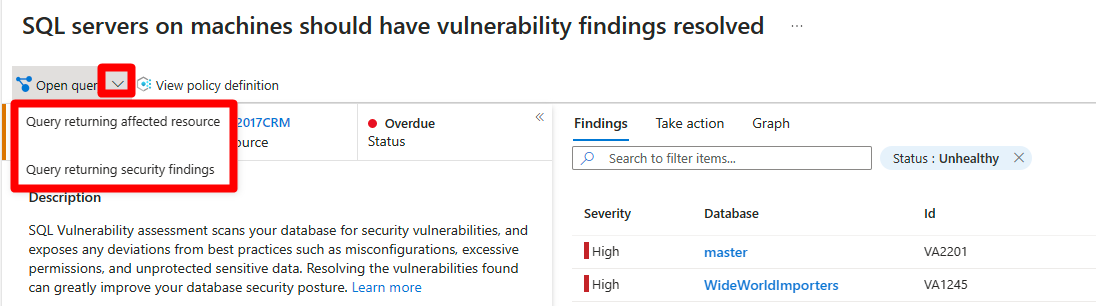 SQL servers on machines should have vulnerability findings resolved ...
Open query View policy definition
Query returning affected resource
Query returning security findings
2017CRM
Overdue
Status
Description
SQL Vulnerability assessment scans your database for security vulnerabilities, and
exposes any deviations from best practices such as misconfigurations, excessive
permissions, and unprotected sensitive data. Resolving the vulnerabilities found
can greatly improve your database security posture. Learn more
Findings Take action Graph
Search to filter items...
Status : Unhealthy
Severity Database Id
High master VA2201
High WideWorldImporters VA1245